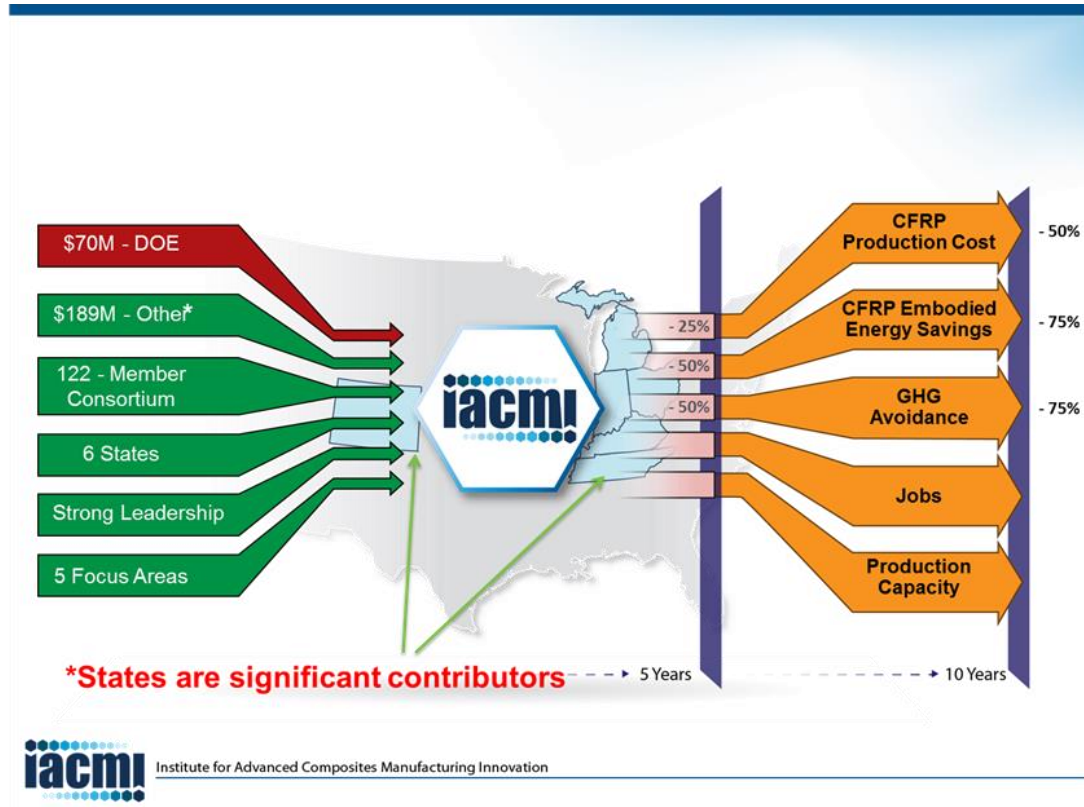 $70M - DOE
$189M - Other*
122 - Member
Consortium
6 States
Strong Leadership
5 Focus Areas
iacmi
- 25%
- 50%
- 50%
CFRP
Production Cost
CFRP Embodied
Energy Savings
GHG
Avoidance
Jobs
Production
Capacity
- 50%
- 75%
- 75%
*States are significant contributors
5 Years
10 Years
iacmi
Institute for Advanced Composites Manufacturing Innovation